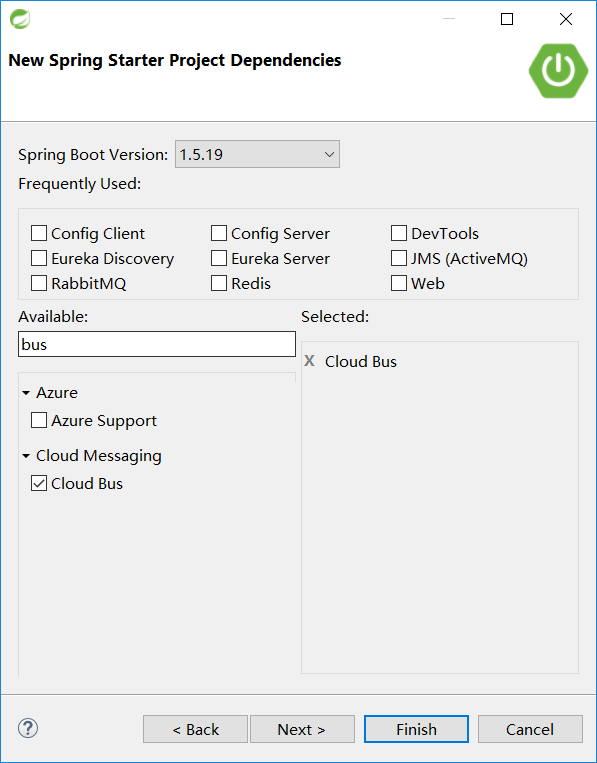 New Spring Starter Project Dependencies
Spring Boot Version: 1.5.19
Frequently Used:
Config Client Config Server DevTools
Eureka Discovery Eureka Server JMS (ActiveMQ)
RabbitMQ Redis Web
Available: Selected:
bus
X Cloud Bus
Azure
Azure Support
Cloud Messaging
Cloud Bus
? < Back Next > Finish Cancel